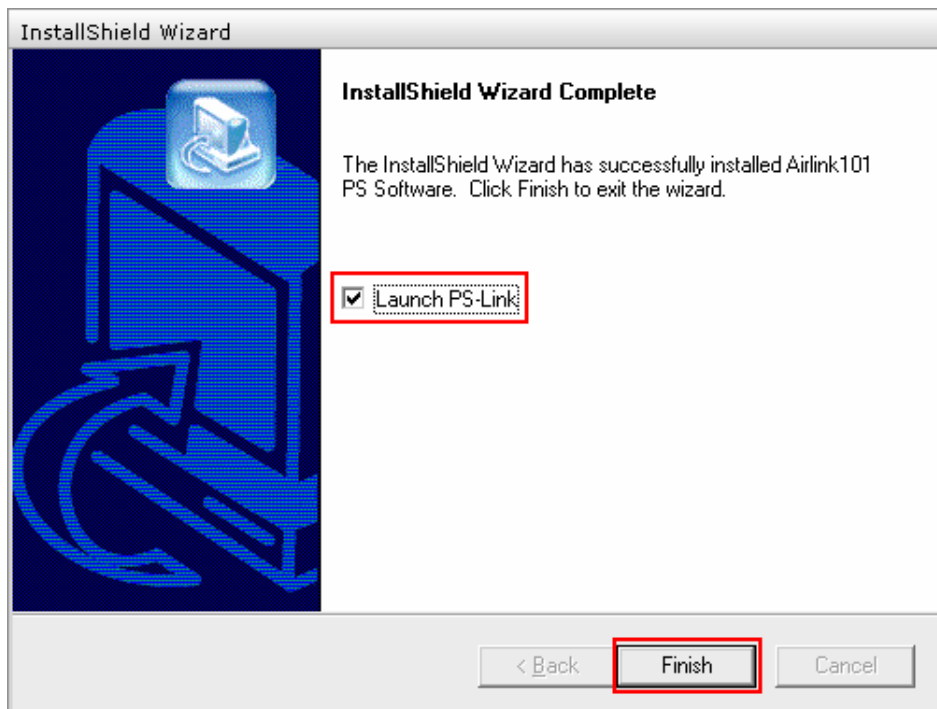 InstallShield Wizard
InstallShield Wizard Complete
The InstallShield Wizard has successfully installed Airlink101
PS Software.  Click Finish to exit the wizard.
Launch PS-Link
< Back
Finish
Cancel